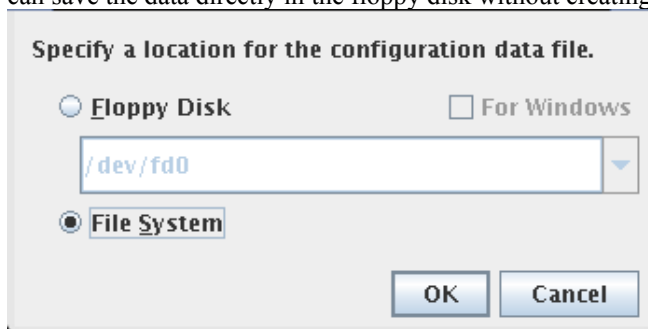 can save the data directly in the floppy disk without creating
Specify a location for the configuration data file.
Floppy Disk For Windows
/dev/fd0
File System
OK Cancel